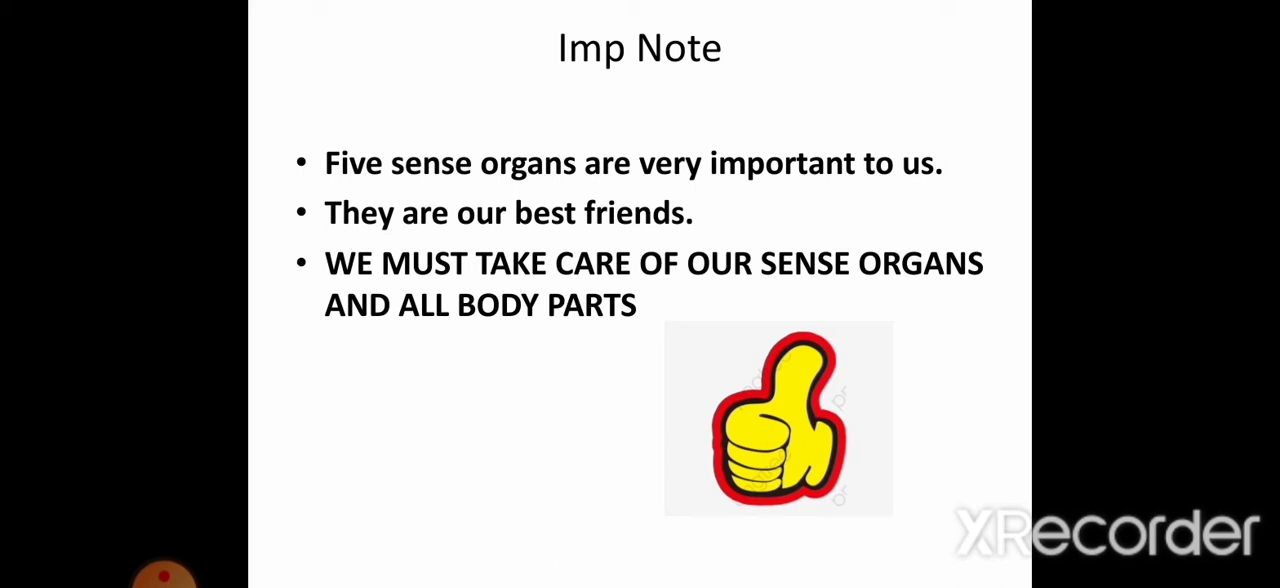 Imp Note
• Five sense organs are very important to us.
• They are our best friends.
• WE MUST TAKE CARE OF OUR SENSE ORGANS
AND ALL BODY PARTS
XRecorder